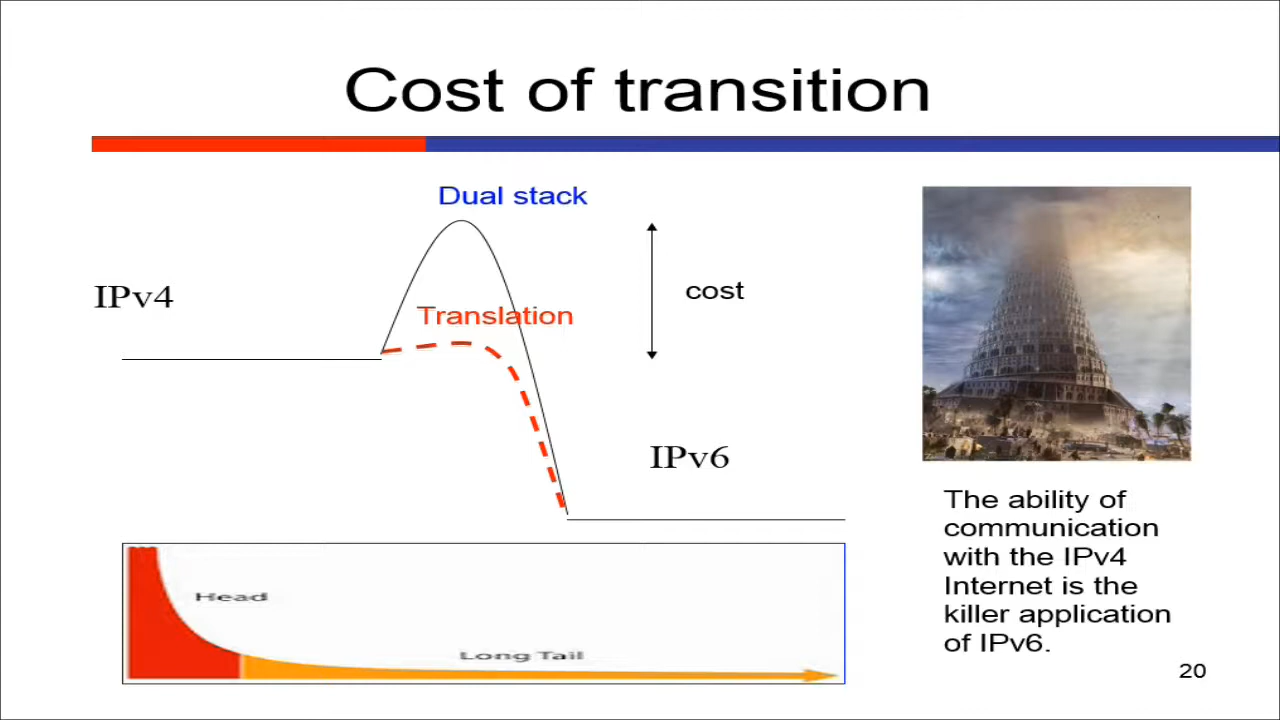 Cost of transition
Dual stack
IPv4
cost
Translation
IPv6
The ability of
communication
with the IPv4
Internet is the
killer application
of IPv6.
Head
Long Tail
20